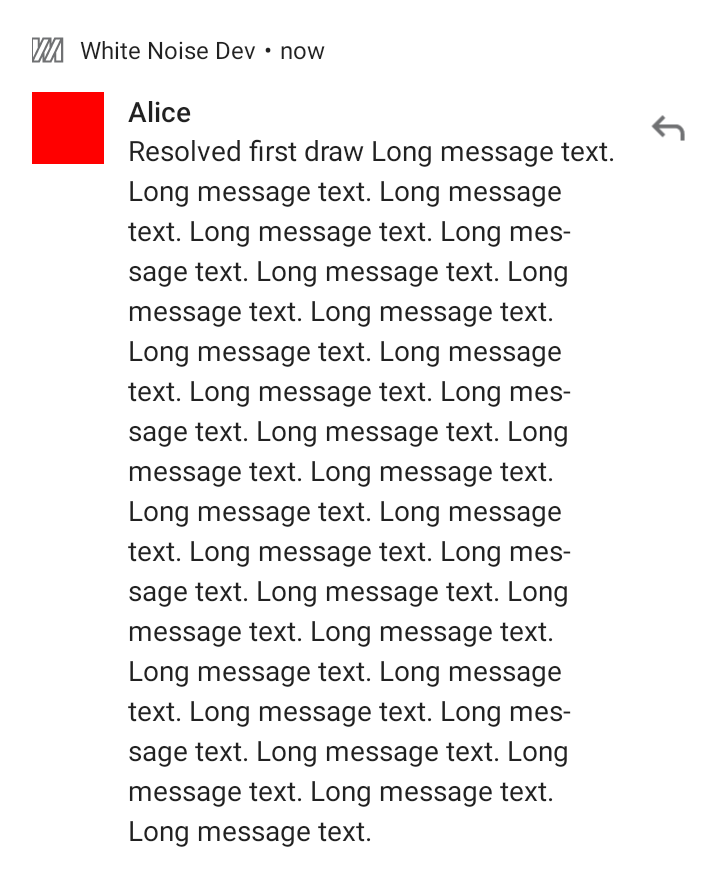 White Noise Dev • now
Alice
Resolved first draw Long message text.
Long message text. Long message
text. Long message text. Long mes-
sage text. Long message text. Long
message text. Long message text.
Long message text. Long message
text. Long message text. Long mes-
sage text. Long message text. Long
message text. Long message text.
Long message text. Long message
text. Long message text. Long mes-
sage text. Long message text. Long
message text. Long message text.
Long message text. Long message
text. Long message text. Long mes-
sage text. Long message text. Long
message text. Long message text.
Long message text.